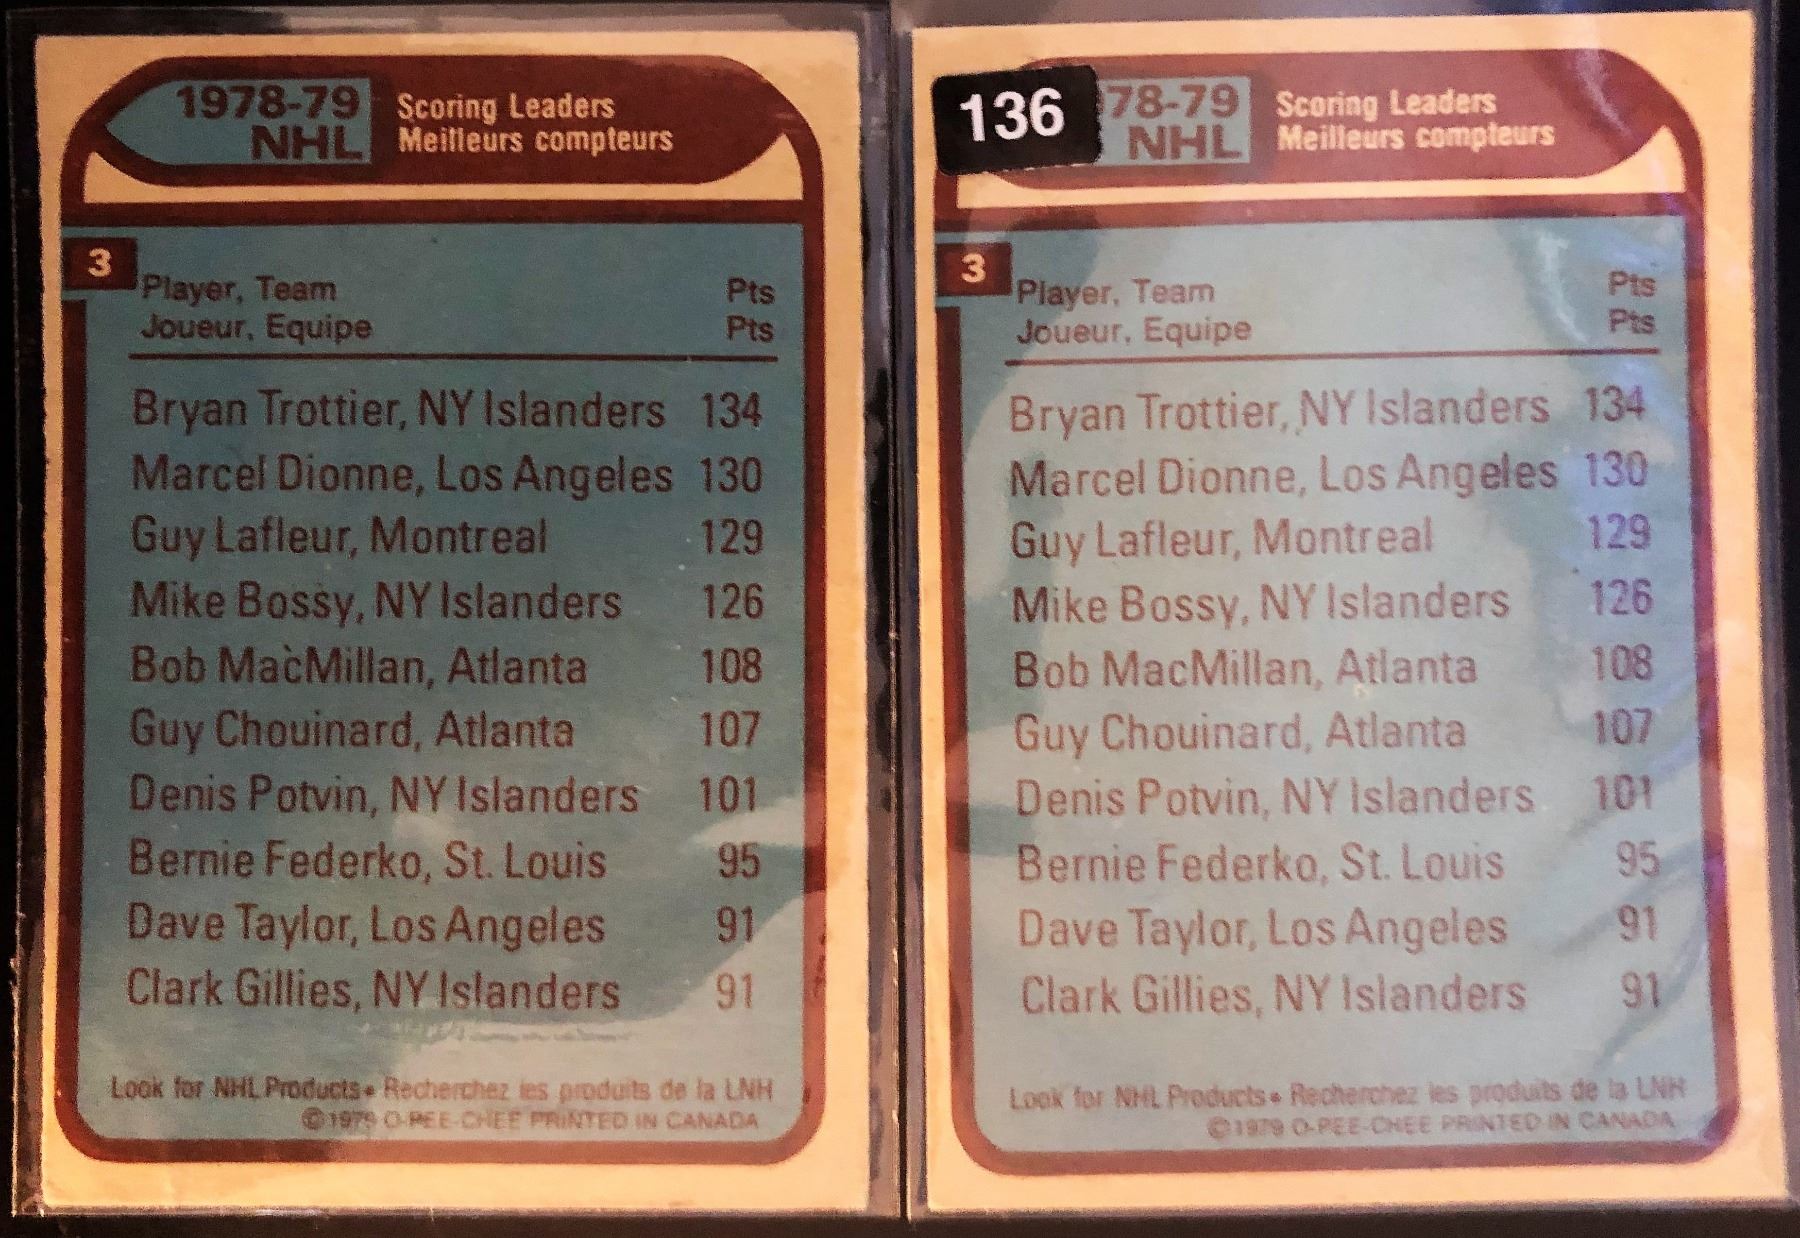 1978-79 Scoring Leaders
NHL Meilleurs compteurs
3
Player, Team Pts
Joueur, Equipe Pts
Bryan Trottier, NY Islanders 134
Marcel Dionne, Los Angeles 130
Guy Lafleur, Montreal 129
Mike Bossy, NY Islanders 126
Bob MacMillan, Atlanta 108
Guy Chouinard, Atlanta 107
Denis Potvin, NY Islanders 101
Bernie Federko, St. Louis 95
Dave Taylor, Los Angeles 91
Clark Gillies, NY Islanders 91
Look for NHL Products • Recherchez les produits de la LNH
© 1979 O-PEE-CHEE PRINTED IN CANADA
136
78-79 Scoring Leaders
NHL Meilleurs compteurs
3
Player, Team Pts
Joueur, Equipe Pts
Bryan Trottier, NY Islanders 134
Marcel Dionne, Los Angeles 130
Guy Lafleur, Montreal 129
Mike Bossy, NY Islanders 126
Bob MacMillan, Atlanta 108
Guy Chouinard, Atlanta 107
Denis Potvin, NY Islanders 101
Bernie Federko, St. Louis 95
Dave Taylor, Los Angeles 91
Clark Gillies, NY Islanders 91
Look for NHL Products • Recherchez les produits de la LNH
© 1979 O-PEE-CHEE PRINTED IN CANADA